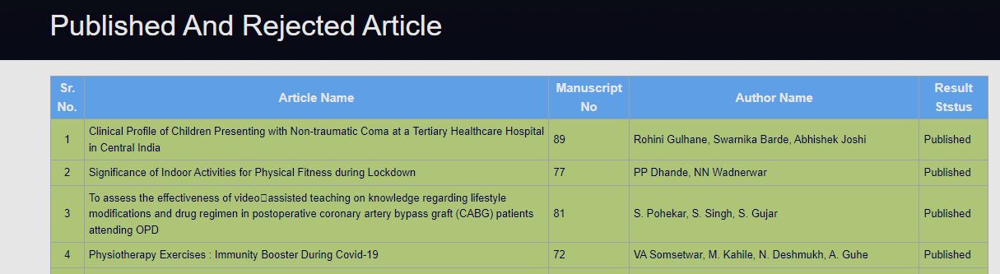 Published And Rejected Article
Sr. No. Article Name Manuscript No Author Name Result Ststus
1 Clinical Profile of Children Presenting with Non-traumatic Coma at a Tertiary Healthcare Hospital
in Central India 89 Rohini Gulhane, Swarnika Barde, Abhishek Joshi Published
2 Significance of Indoor Activities for Physical Fitness during Lockdown 77 PP Dhande, NN Wadnerwar Published
3 To assess the effectiveness of video□assisted teaching on knowledge regarding lifestyle
modifications and drug regimen in postoperative coronary artery bypass graft (CABG) patients
attending OPD 81 S. Pohekar, S. Singh, S. Gujar Published
4 Physiotherapy Exercises : Immunity Booster During Covid-19 72 VA Somsetwar, M. Kahile, N. Deshmukh, A. Guhe Published